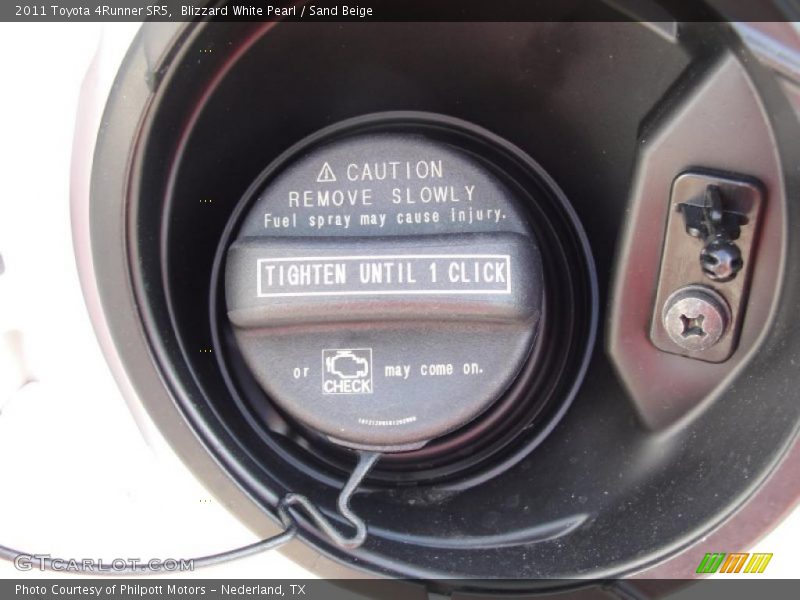 2011 Toyota 4Runner SR5, Blizzard White Pearl / Sand Beige
CAUTION
REMOVE SLOWLY
Fuel spray may cause injury.
TIGHTEN UNTIL 1 CLICK
or CHECK may come on.
GTCARLOT.COM
Photo Courtesy of Philpott Motors - Nederland, TX